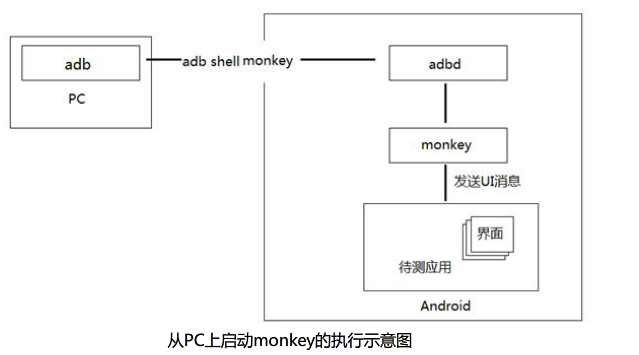 adb
PC
adb shell monkey
adbd
monkey
发送UI消息
界面
待测应用
Android
从PC上启动monkey的执行示意图